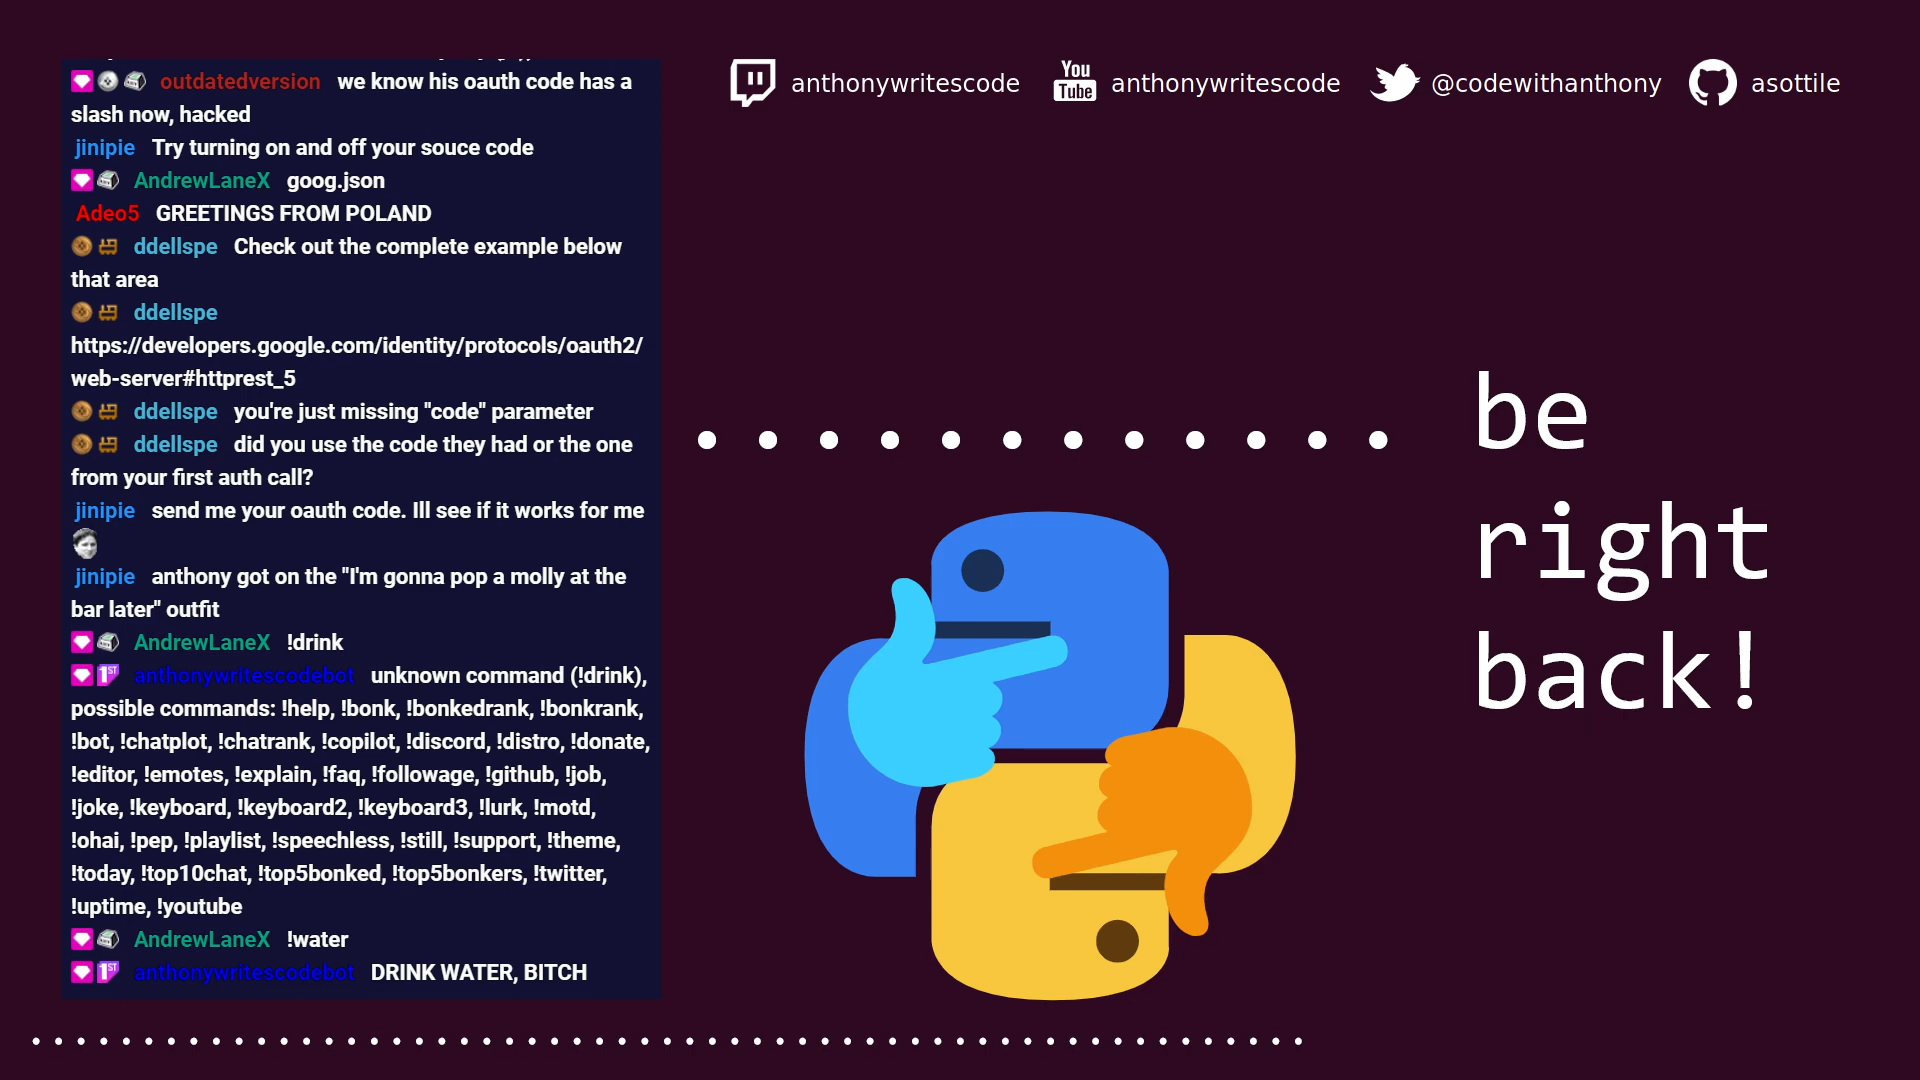 outdatedversion we know his oauth code has a
slash now, hacked
jinipie Try turning on and off your souce code
AndrewLaneX goog.json
Adeo5 GREETINGS FROM POLAND
ddellspe Check out the complete example below
that area
ddellspe
https://developers.google.com/identity/protocols/oauth2/
web-server#httprest_5
ddellspe you're just missing "code" parameter
ddellspe did you use the code they had or the one
from your first auth call?
jinipie send me your oauth code. Ill see if it works for me
jinipie anthony got on the "I'm gonna pop a molly at the
bar later" outfit
AndrewLaneX !drink
1ST anthonywritescodebot unknown command (!drink),
possible commands: !help, !bonk, !bonkedrank, !bonkrank,
!bot, !chatplot, !chatrank, !copilot, !discord, !distro, !donate,
!editor, !emotes, !explain, !faq, !followage, !github, !job,
!joke, !keyboard, !keyboard2, !keyboard3, !lurk, !motd,
!ohai, !pep, !playlist, !speechless, !still, !support, !theme,
!today, !top10chat, !top5bonked, !top5bonkers, !twitter,
!uptime, !youtube
AndrewLaneX !water
1ST anthonywritescodebot DRINK WATER, BITCH
anthonywritescode You Tube anthonywritescode @codewithanthony asottile
be
right
back!